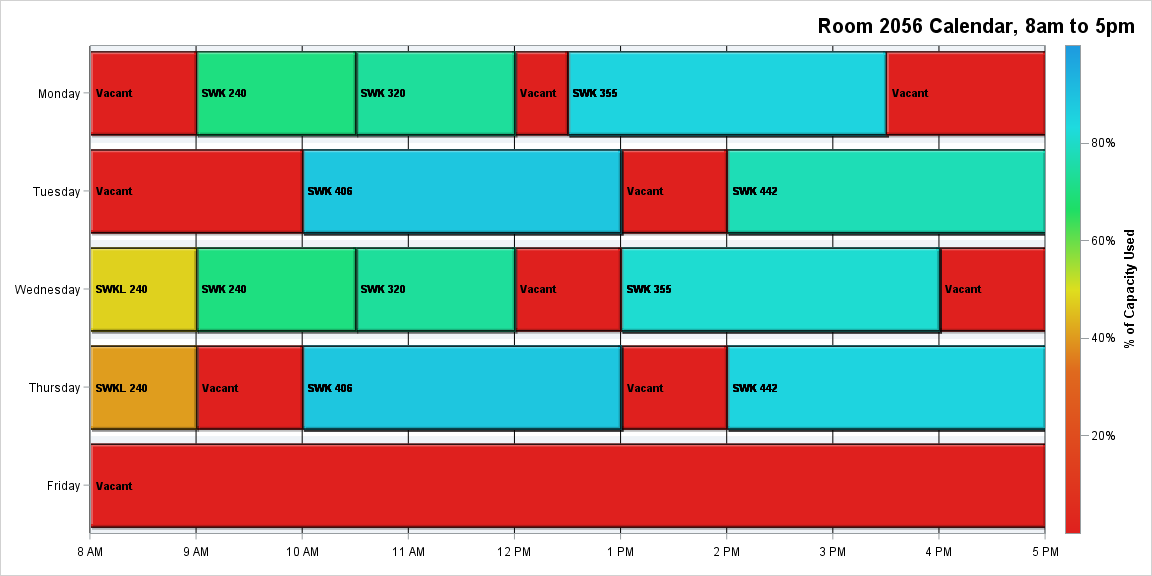 Room 2056 Calendar, 8am to 5pm
Monday
Vacant
SWK 240
SWK 320
Vacant
SWK 355
Vacant
Tuesday
Vacant
SWK 406
Vacant
SWK 442
Wednesday
SWKL 240
SWK 240
SWK 320
Vacant
SWK 355
Vacant
Thursday
SWKL 240
Vacant
SWK 406
Vacant
SWK 442
Friday
Vacant
8 AM
9 AM
10 AM
11 AM
12 PM
1 PM
2 PM
3 PM
4 PM
5 PM
80%
60%
40%
20%
% of Capacity Used